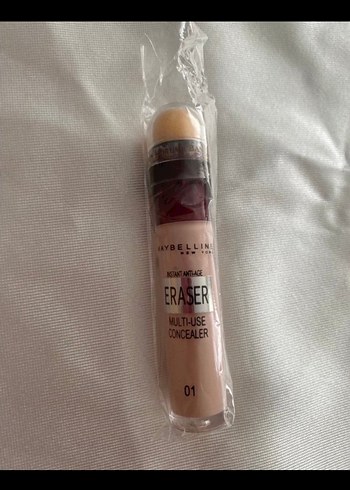 MAYBELLINE
NEW YORK
INSTANT ANTI-AGE
ERASER
MULTI-USE
CONCEALER
01